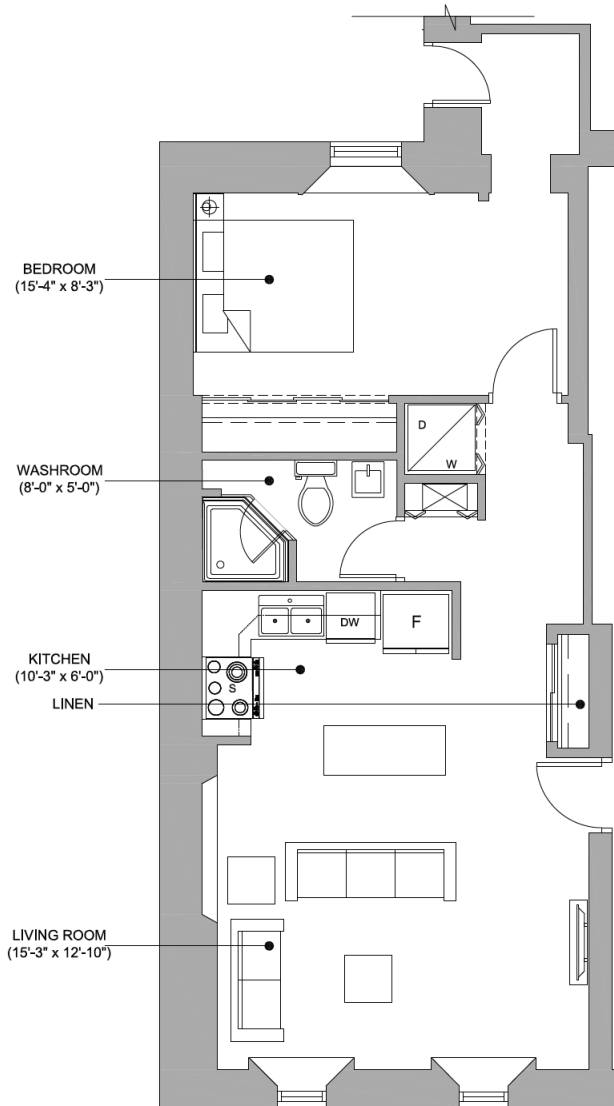 BEDROOM
(15'-4" x 8'-3")
D
W
WASHROOM
(8'-0" x 5'-0")
DW
F
KITCHEN
(10'-3" x 6'-0")
S
LINEN
LIVING ROOM
(15'-3" x 12'-10")